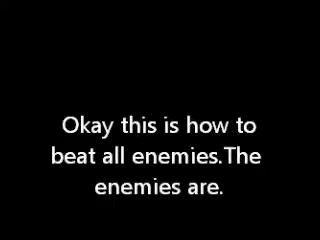 Okay this is how to
beat all enemies.The
enemies are.